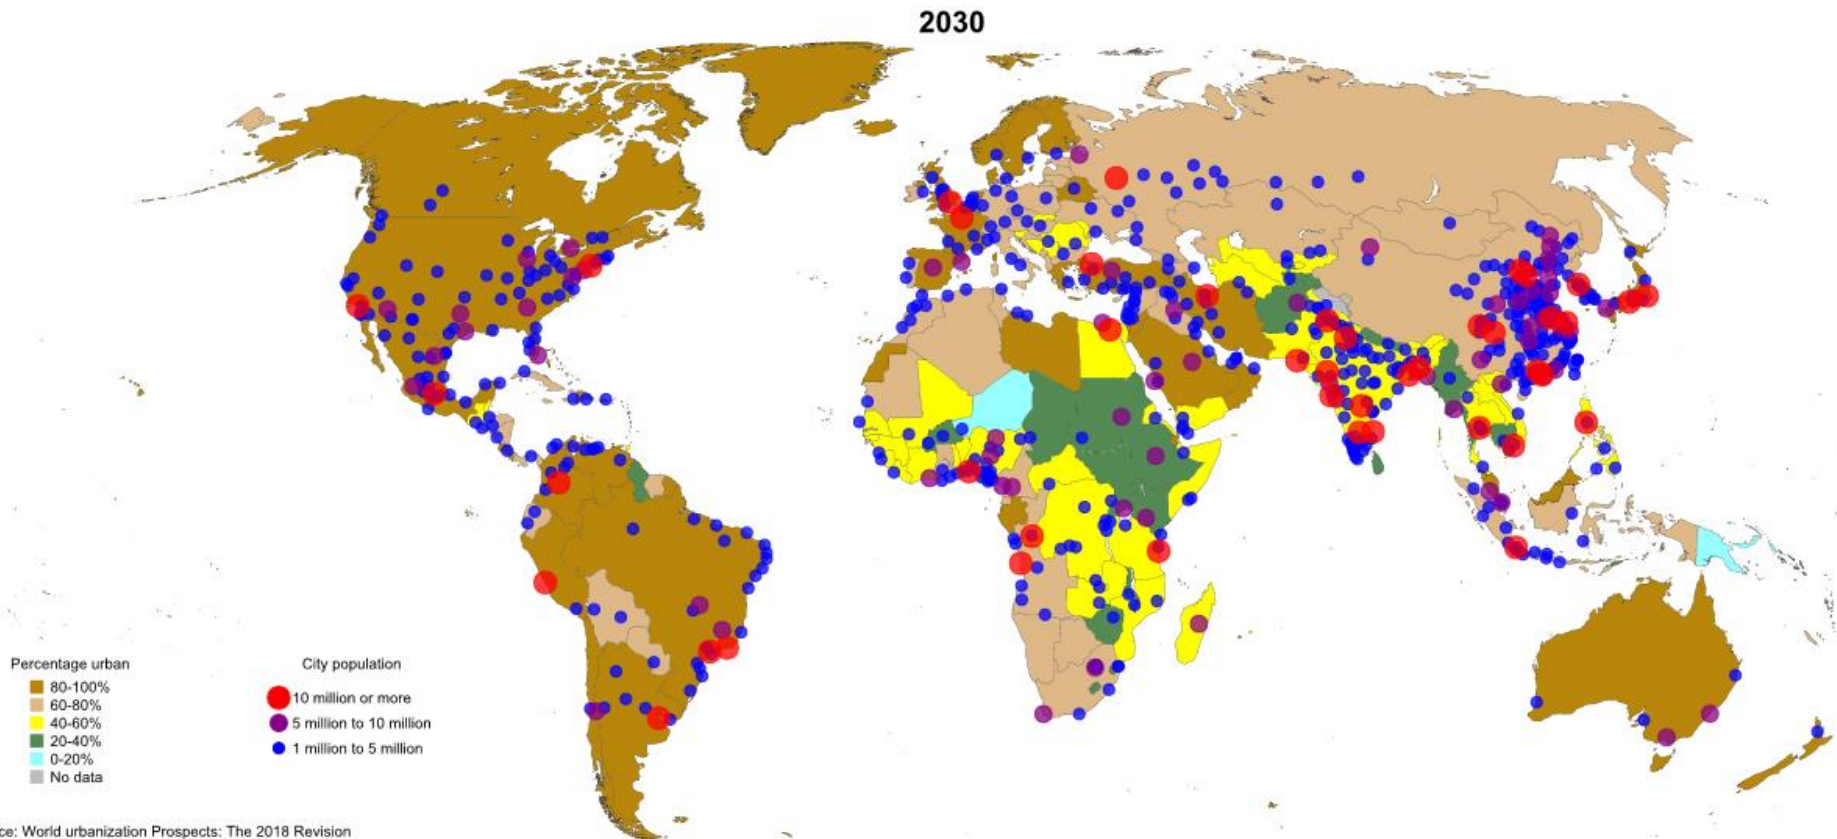 2030
Percentage urban
80-100%
60-80%
40-60%
20-40%
0-20%
No data
City population
10 million or more
5 million to 10 million
1 million to 5 million
ce: World urbanization Prospects: The 2018 Revision